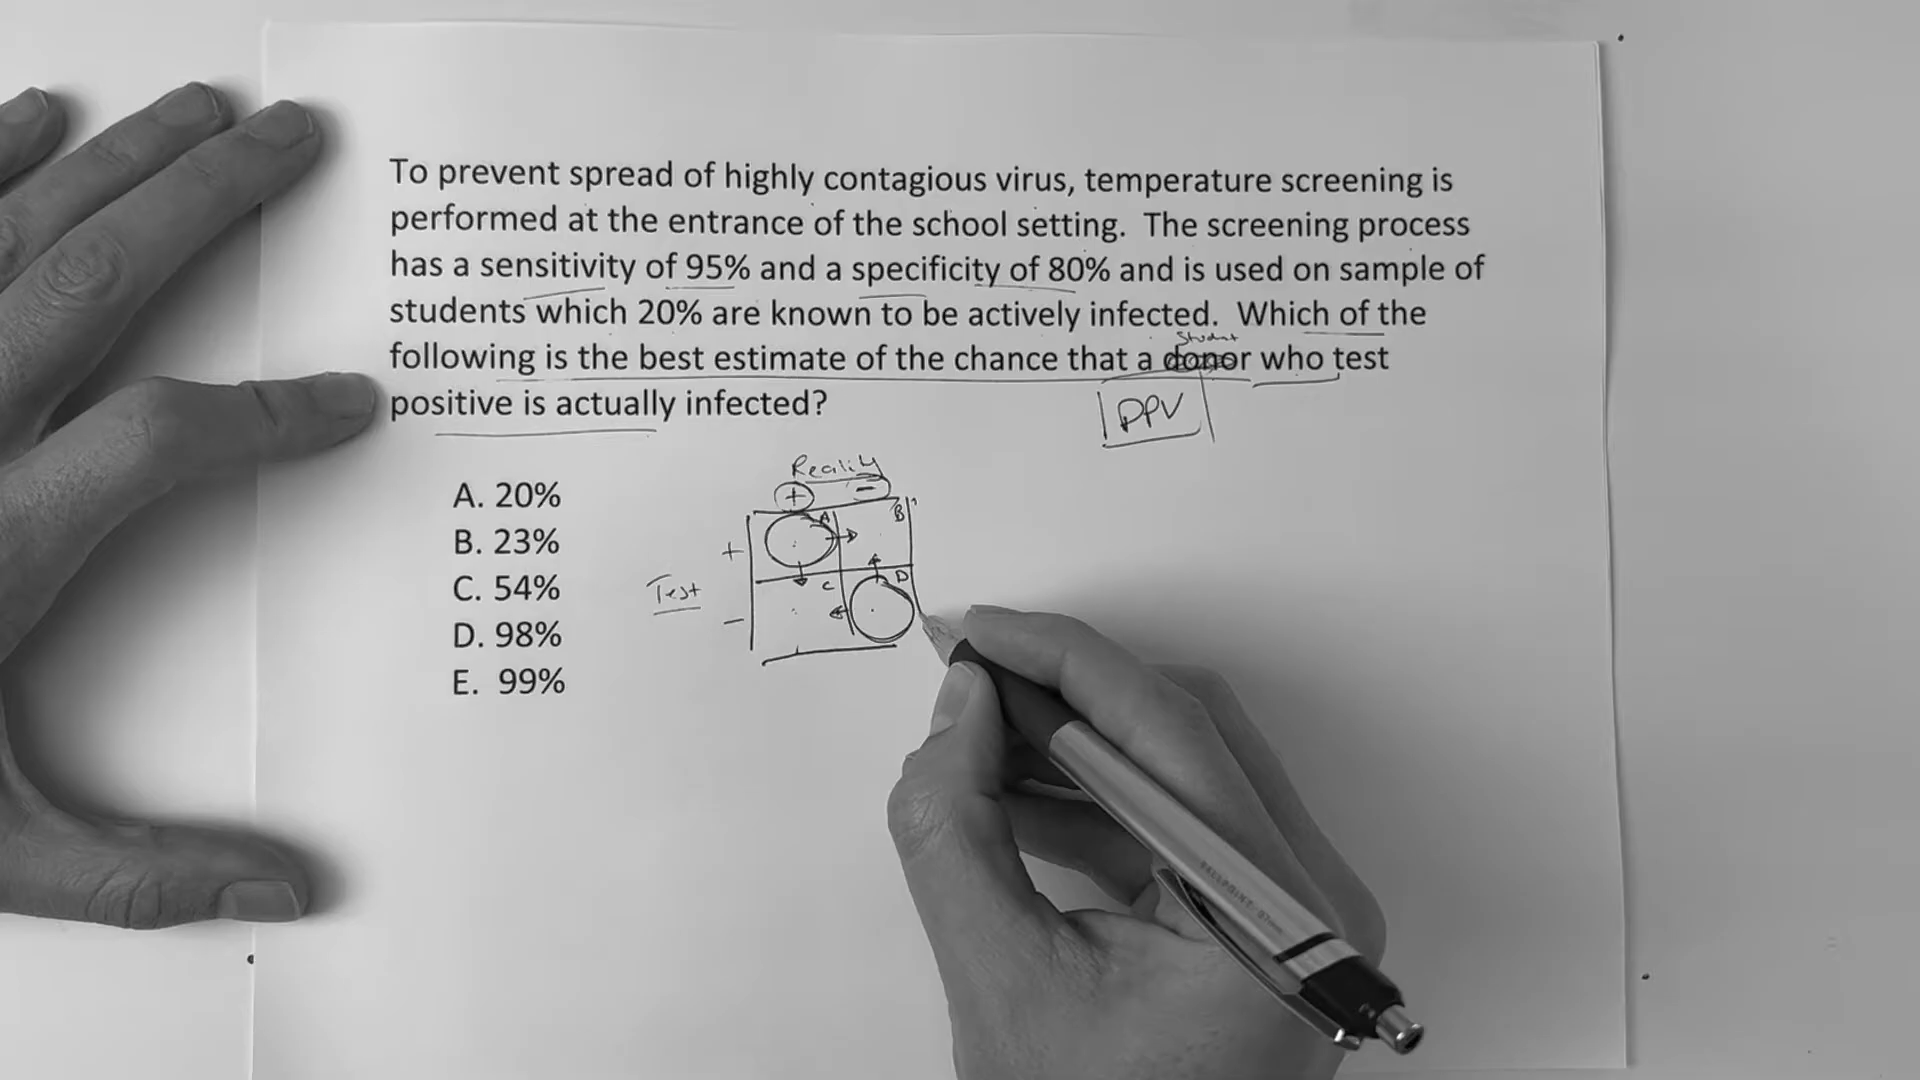 To prevent spread of highly contagious virus, temperature screening is
performed at the entrance of the school setting. The screening process
has a sensitivity of 95% and a specificity of 80% and is used on sample of
students which 20% are known to be actively infected. Which of the
Student
following is the best estimate of the chance that a donor who test
positive is actually infected?
PPV
Reality
+ −
A. 20%
A B
B. 23%
+
C. 54%
C D
Test
D. 98%
−
E. 99%